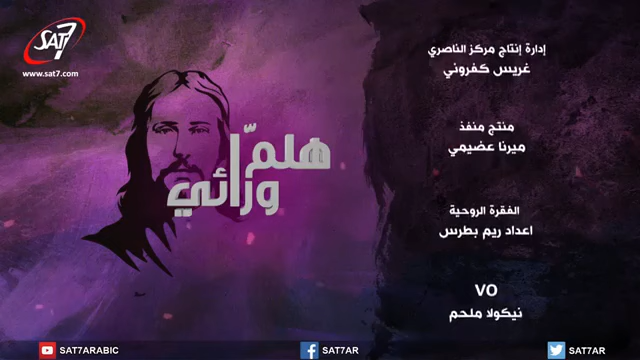 SAT7
www.sat7.com
هلمّ
ورائي
إدارة إنتاج مركز الناصري
غريس كفروني
منتج منفذ
ميرنا عضيمي
الفقرة الروحية
اعداد ريم بطرس
VO
نيكولا ملحم
SAT7ARABIC
SAT7AR
SAT7AR